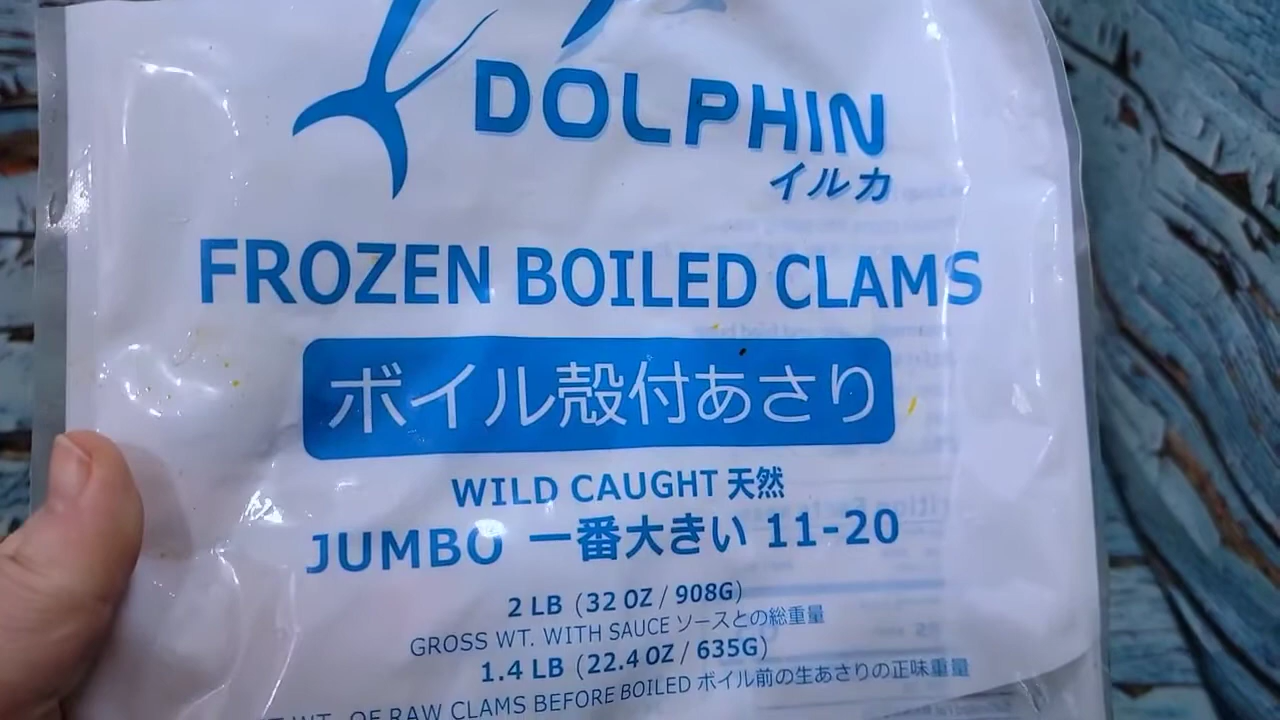 DOLPHIN
イルカ
FROZEN BOILED CLAMS
ボイル殻付あさり
WILD CAUGHT 天然
JUMBO 一番大きい 11-20
2 LB (32 OZ / 908G)
GROSS WT. WITH SAUCE ソースとの総重量
1.4 LB (22.4 OZ / 635G)
WT. OF RAW CLAMS BEFORE BOILED ボイル前の生あさりの正味重量